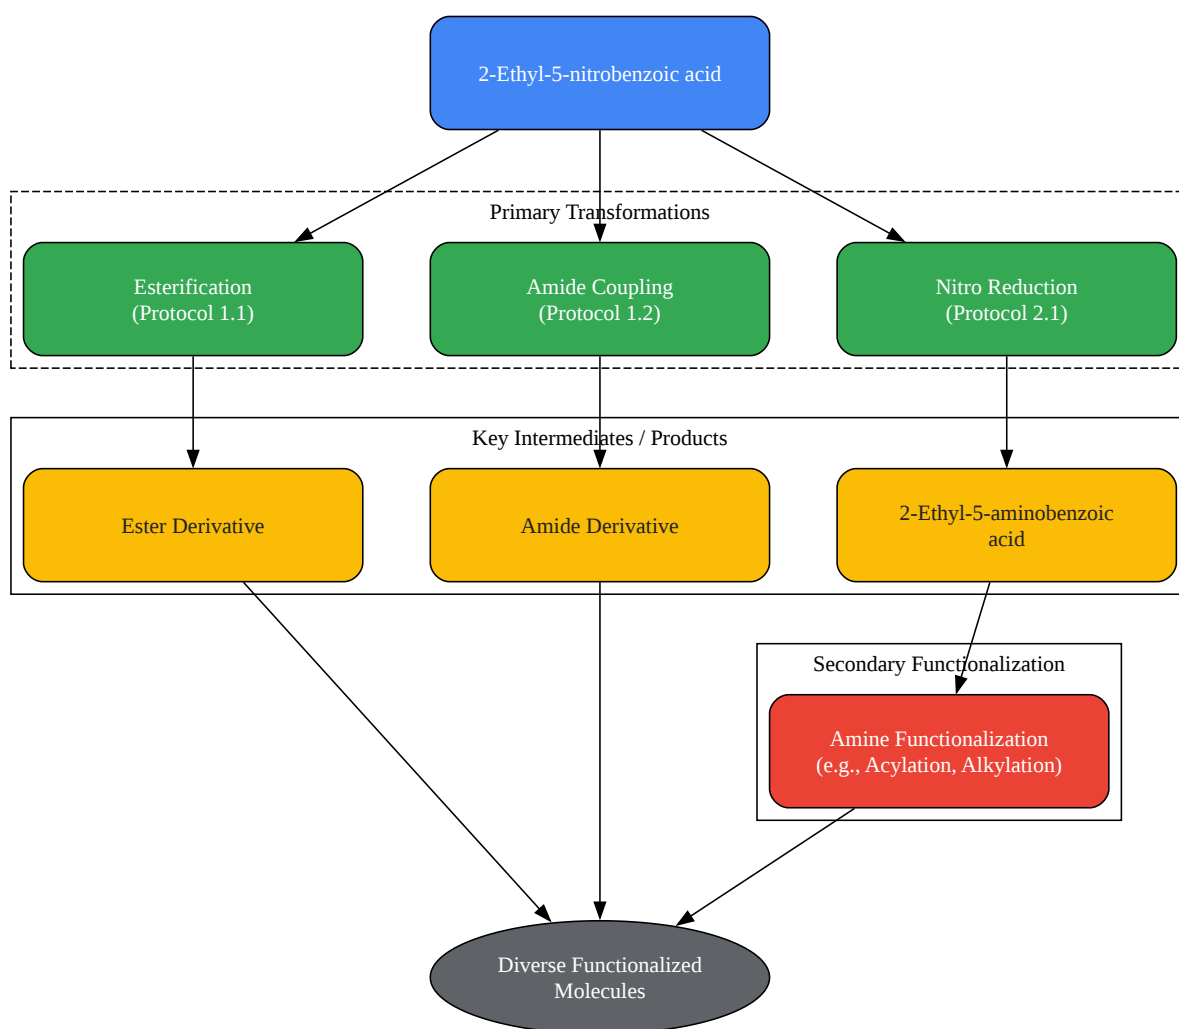 2-Ethyl-5-nitrobenzoic acid
Primary Transformations
Esterification
(Protocol 1.1)
Amide Coupling
(Protocol 1.2)
Nitro Reduction
(Protocol 2.1)
Key Intermediates / Products
Ester Derivative
Amide Derivative
2-Ethyl-5-aminobenzoic
acid
Secondary Functionalization
Amine Functionalization
(e.g., Acylation, Alkylation)
Diverse Functionalized
Molecules